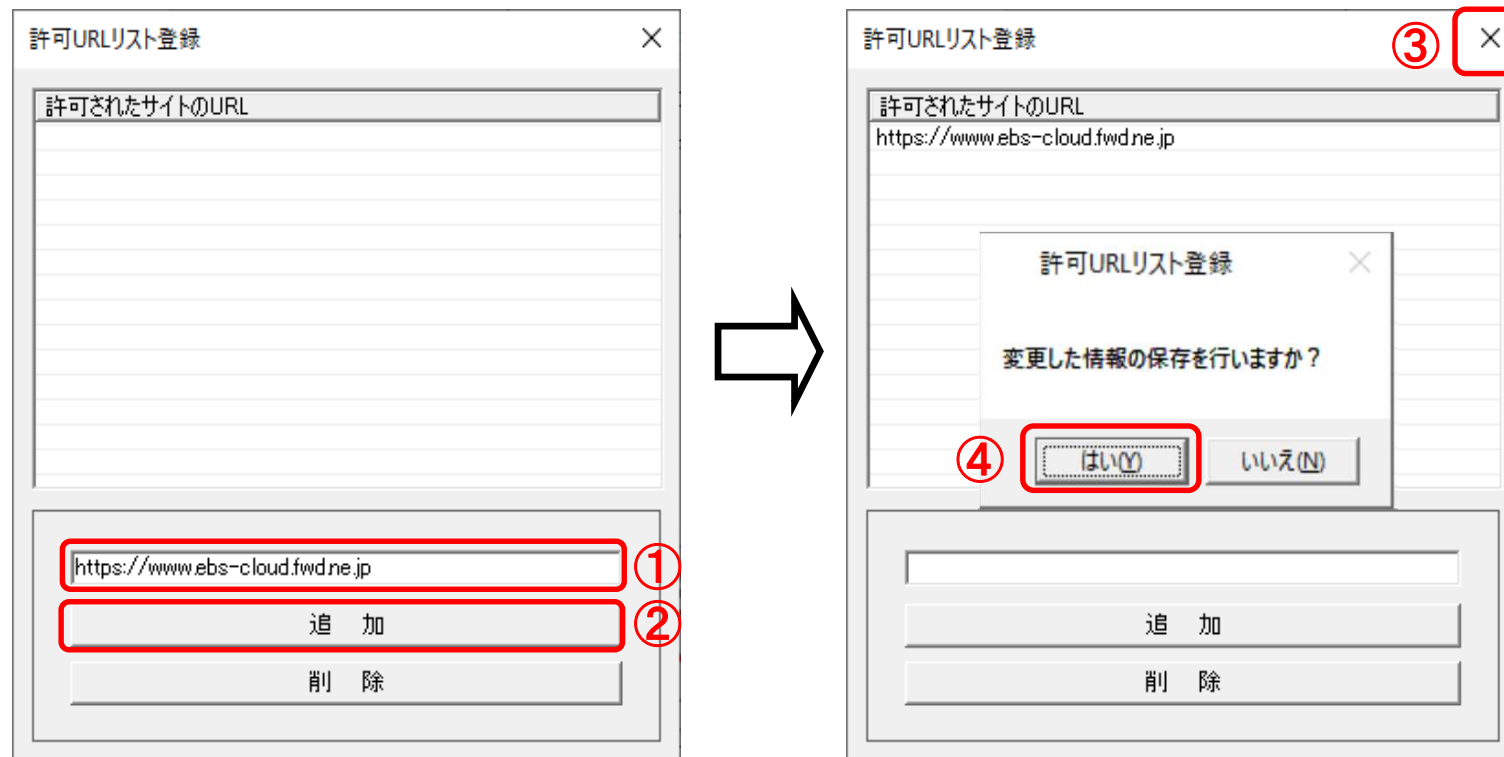 許可URLリスト登録
許可されたサイトのURL
①
https://www.ebs-cloud.fwd.ne.jp
②
追 加
削 除
許可URLリスト登録
③
許可されたサイトのURL
https://www.ebs-cloud.fwd.ne.jp
許可URLリスト登録
変更した情報の保存を行いますか？
④
はい(Y)
いいえ(N)
追 加
削 除